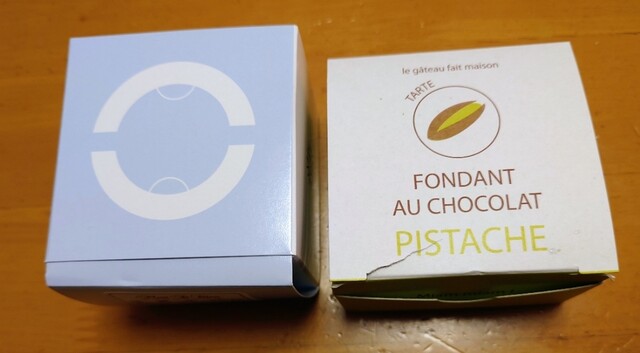 le gâteau fait maison
TARTE
FONDANT
AU CHOCOLAT
PISTACHE